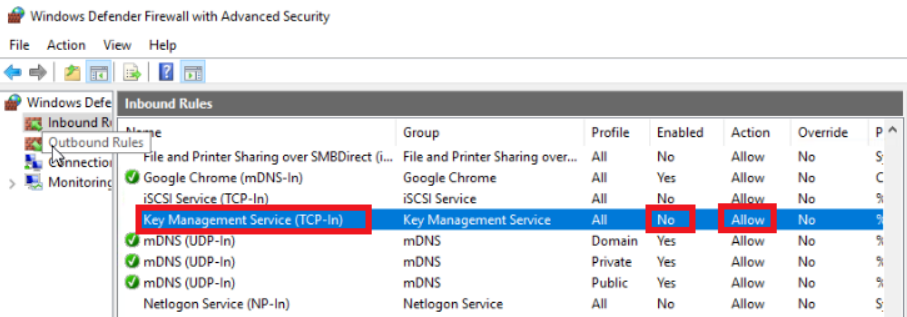 Windows Defender Firewall with Advanced Security
File Action View Help
Windows Defe
Inbound Rules
Inbound Ru
Outbound Rules
Connection
Monitoring
Name Group Profile Enabled Action Override P
File and Printer Sharing over SMBDirect (i... File and Printer Sharing over... All No Allow No
Google Chrome (mDNS-In) Google Chrome All Yes Allow No C
iSCSI Service (TCP-In) iSCSI Service All No Allow No %
Key Management Service (TCP-In) Key Management Service All No Allow No %
mDNS (UDP-In) mDNS Domain Yes Allow No %
mDNS (UDP-In) mDNS Private Yes Allow No %
mDNS (UDP-In) mDNS Public Yes Allow No %
Netlogon Service (NP-In) Netlogon Service All No Allow No